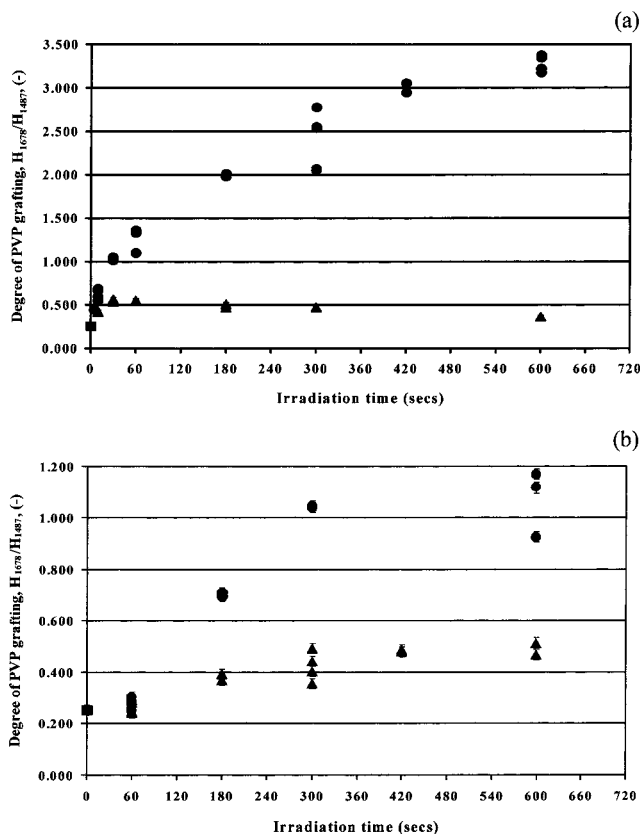 (a)
Degree of PVP grafting, H1678/H1487, (-)
3.500
3.000
2.500
2.000
1.500
1.000
0.500
0.000
0 60 120 180 240 300 360 420 480 540 600 660 720
Irradiation time (secs)
(b)
Degree of PVP grafting, H1678/H1487, (-)
1.200
1.000
0.800
0.600
0.400
0.200
0.000
0 60 120 180 240 300 360 420 480 540 600 660 720
Irradiation time (secs)